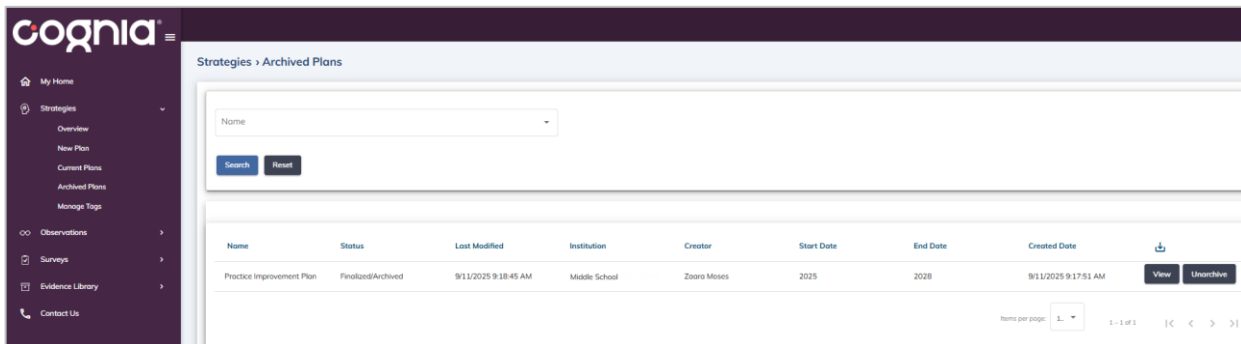 cognia
Strategies › Archived Plans
My Home
Strategies
Overview
New Plan
Current Plans
Archived Plans
Manage Tags
Observations
Surveys
Evidence Library
Contact Us
Name
Search Reset
Name Status Last Modified Institution Creator Start Date End Date Created Date
Practice Improvement Plan Finalized/Archived 9/11/2025 9:18:45 AM Middle School Zaara Moses 2025 2028 9/11/2025 9:17:51 AM View Unarchive
Items per page: 1.. 1 – 1 of 1